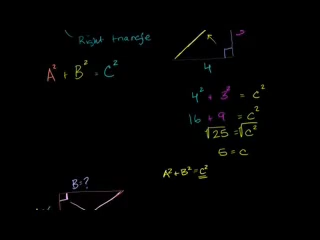 Right triangle
A² + B² = C²
4
4² + 3² = c²
16 + 9 = c²
√25 = √c²
5 = c
A² + B² = c²
B = ?